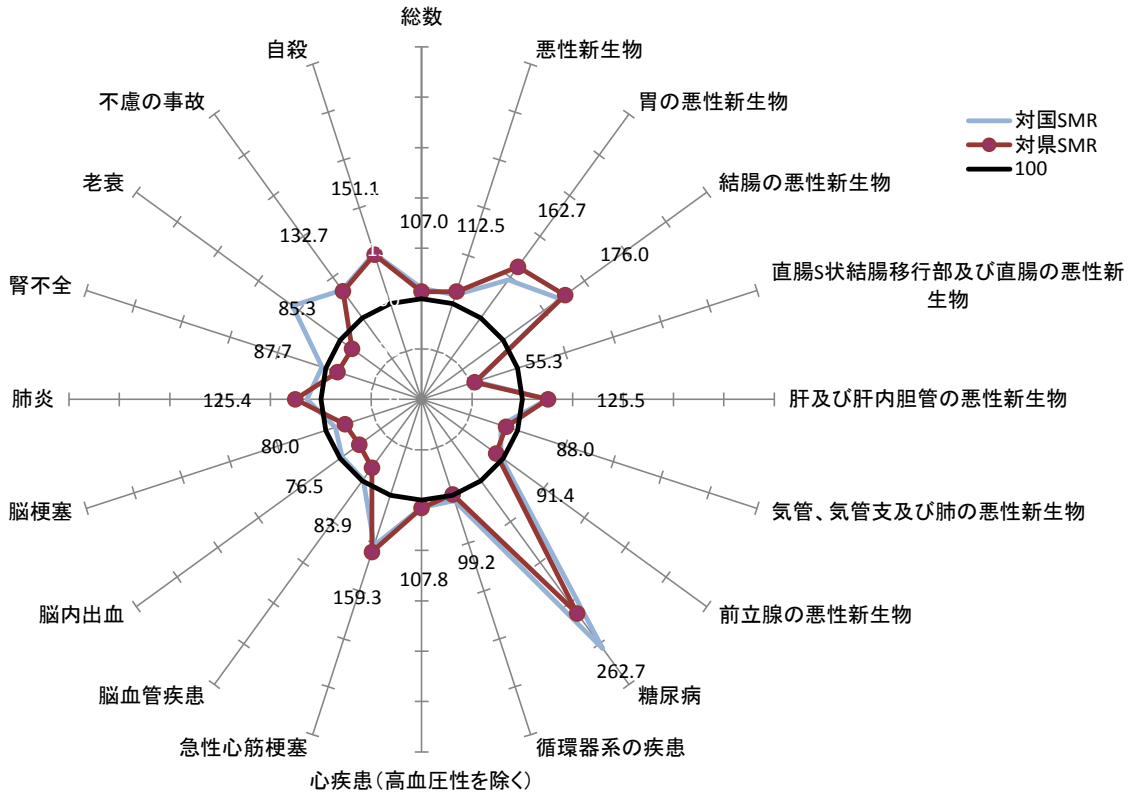 総数
悪性新生物
胃の悪性新生物
結腸の悪性新生物
直腸S状結腸移行部及び直腸の悪性新
生物
肝及び肝内胆管の悪性新生物
気管、気管支及び肺の悪性新生物
前立腺の悪性新生物
糖尿病
循環器系の疾患
心疾患(高血圧性を除く)
急性心筋梗塞
脳血管疾患
脳内出血
脳梗塞
肺炎
腎不全
老衰
不慮の事故
自殺
107.0
112.5
162.7
176.0
55.3
125.5
88.0
91.4
262.7
99.2
107.8
159.3
83.9
76.5
80.0
125.4
87.7
85.3
132.7
151.1
対国SMR
対県SMR
100